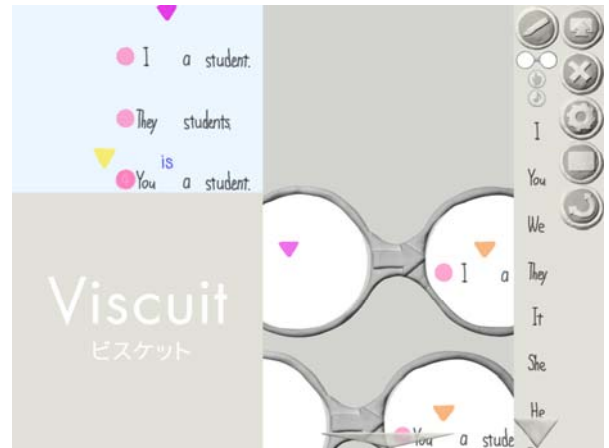 I a student.
They students.
is
You a student.
Viscuit
ビスケット
I a
You a stude
I
You
We
They
It
She
He